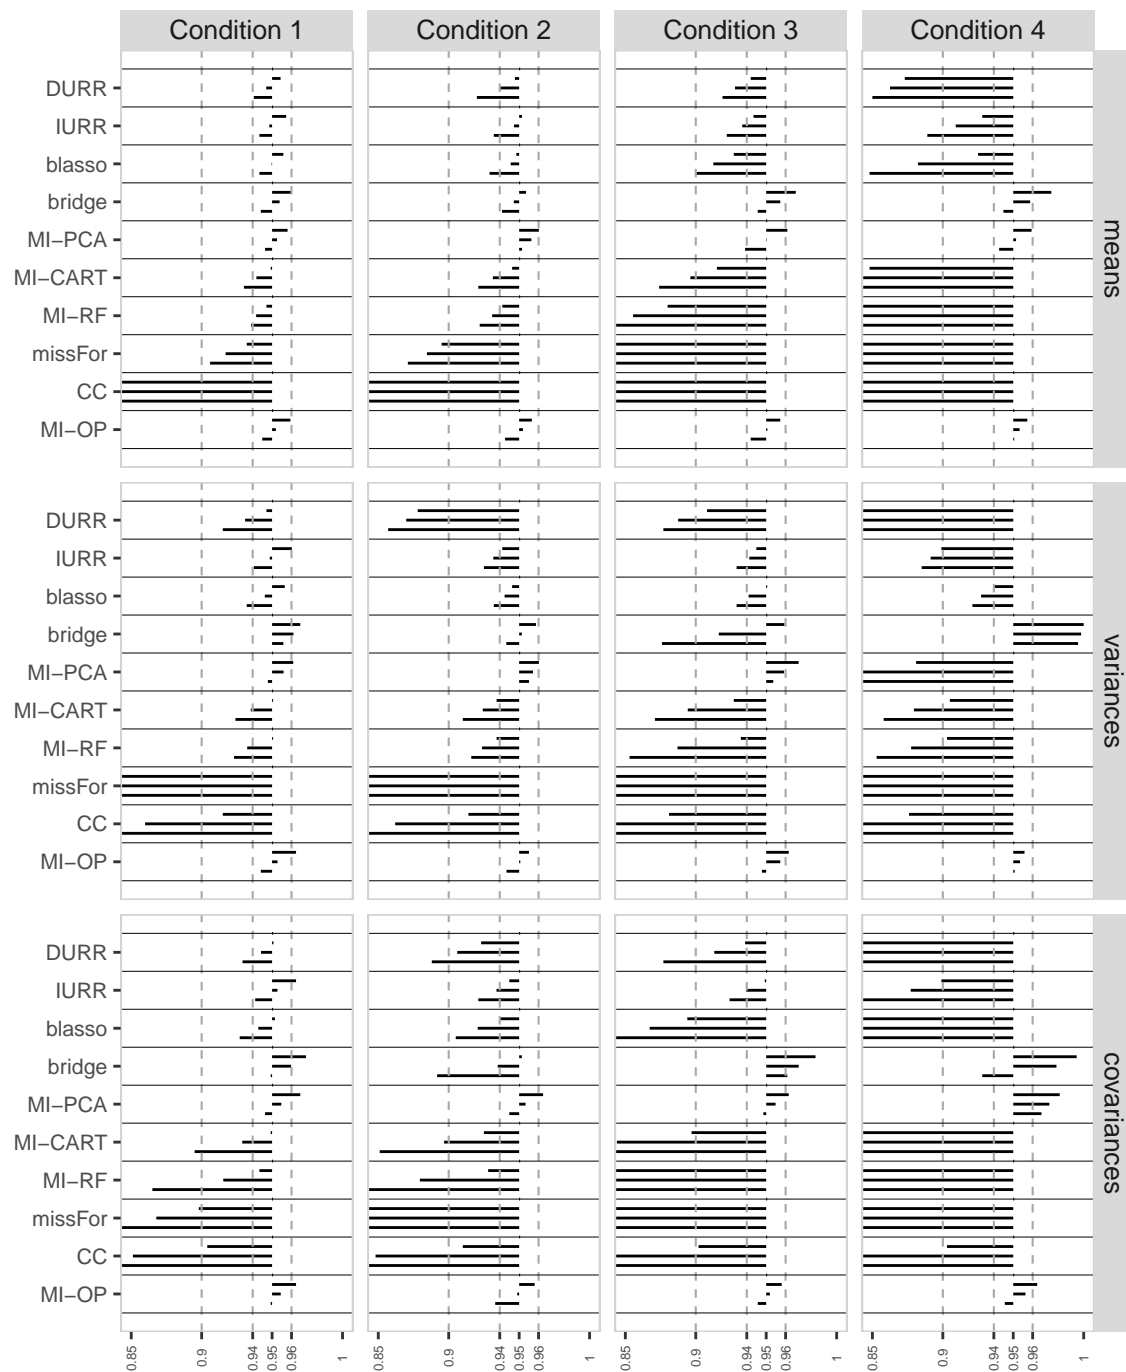 Condition 1 Condition 2 Condition 3 Condition 4
DURR
IURR
blasso
bridge
MI−PCA
MI−CART
MI−RF
missFor
CC
MI−OP
means
DURR
IURR
blasso
bridge
MI−PCA
MI−CART
MI−RF
missFor
CC
MI−OP
variances
DURR
IURR
blasso
bridge
MI−PCA
MI−CART
MI−RF
missFor
CC
MI−OP
covariances
0.85 0.9 0.94 0.95 0.96 1 0.85 0.9 0.94 0.95 0.96 1 0.85 0.9 0.94 0.95 0.96 1 0.85 0.9 0.94 0.95 0.96 1